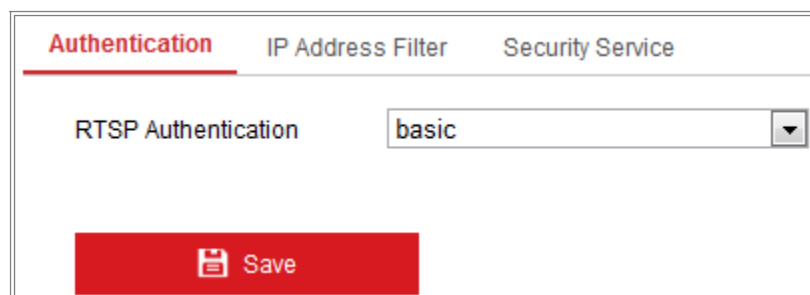 Authentication IP Address Filter Security Service
RTSP Authentication basic
Save